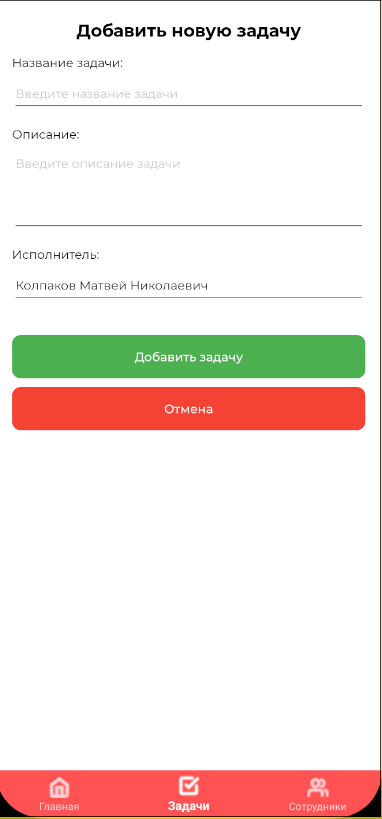 Добавить новую задачу
Название задачи:
Введите название задачи
Описание:
Введите описание задачи
Исполнитель:
Колпаков Матвей Николаевич
Добавить задачу
Отмена
Главная
Задачи
Сотрудники